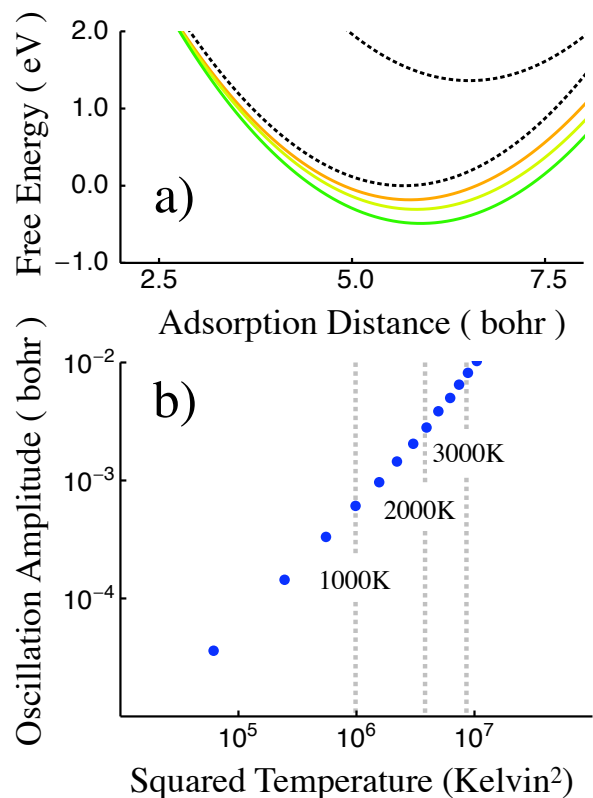 Free Energy ( eV )
2.0
1.0
0.0
−1.0
a)
2.5 5.0 7.5
Adsorption Distance ( bohr )
Oscillation Amplitude ( bohr )
10⁻²
10⁻³
10⁻⁴
b)
3000K
2000K
1000K
10⁵ 10⁶ 10⁷
Squared Temperature (Kelvin²)